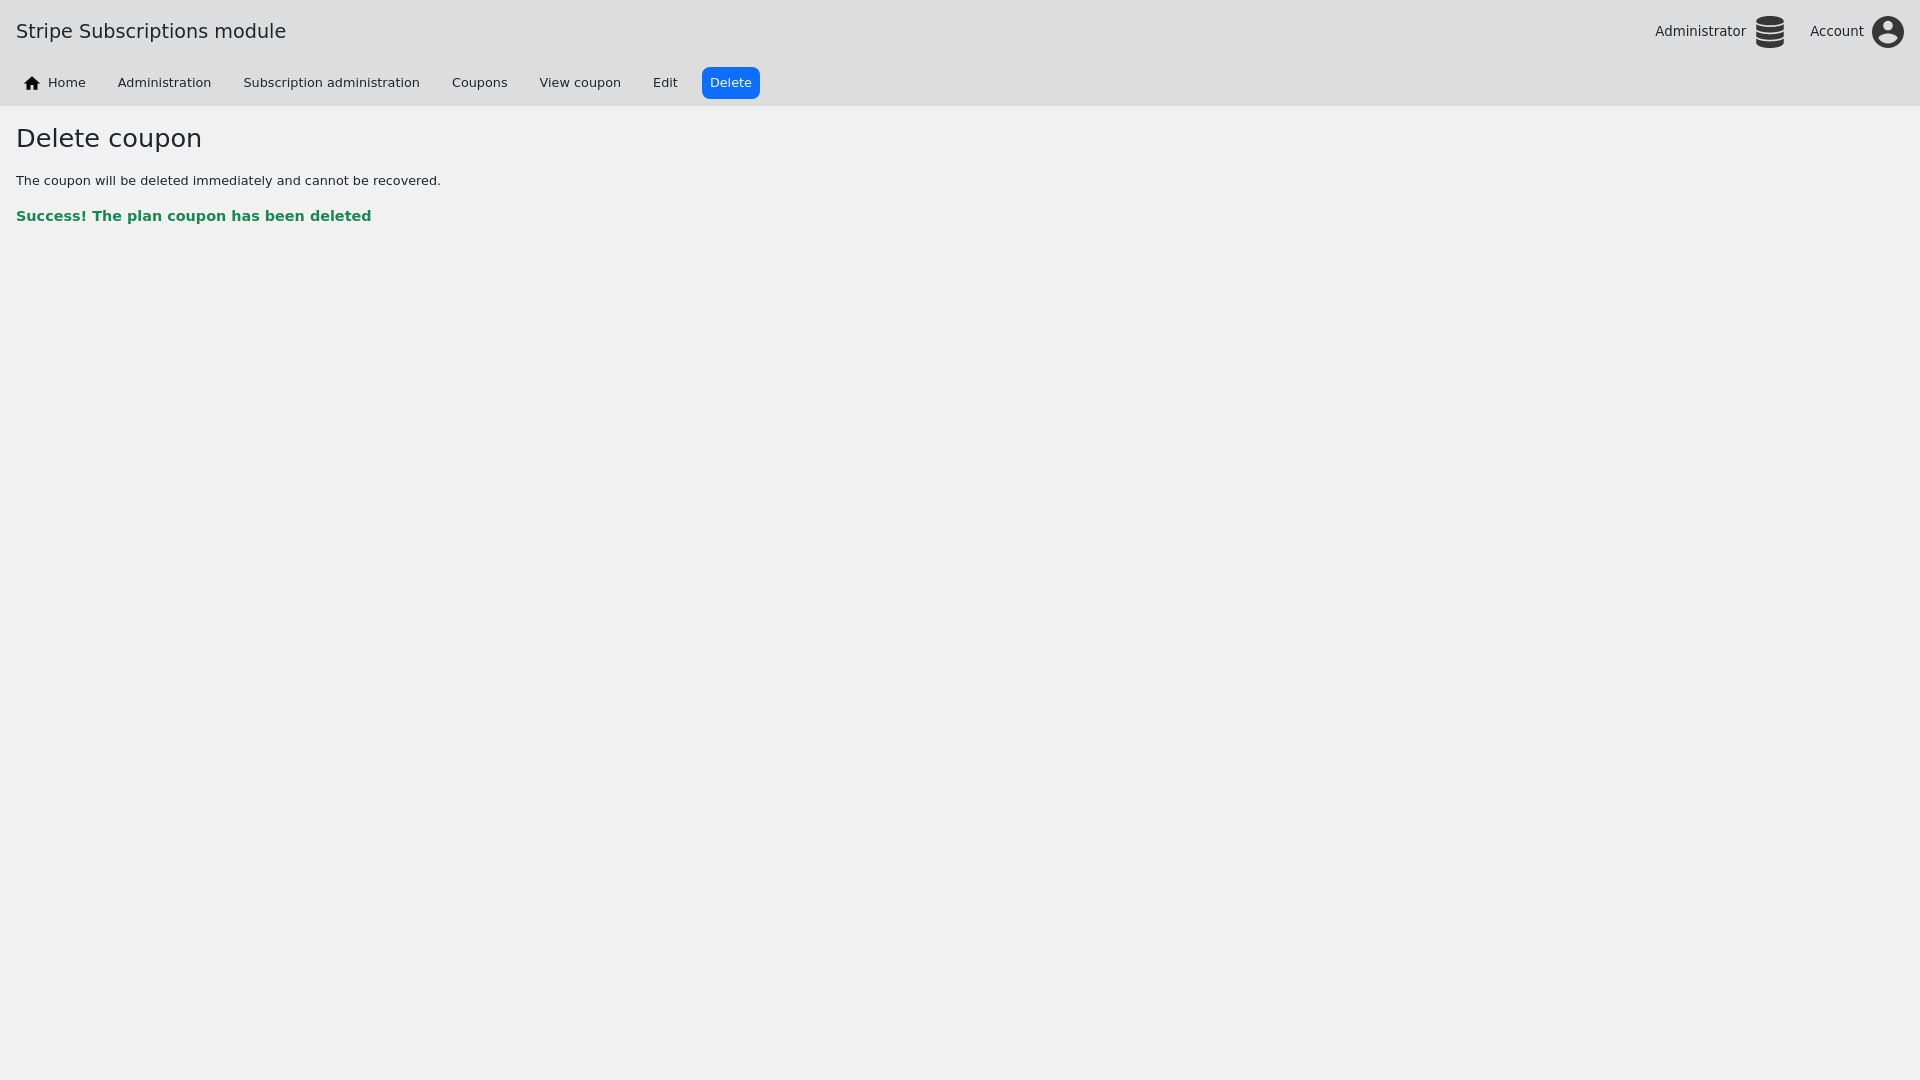 Stripe Subscriptions module
Administrator
Account
Home
Administration
Subscription administration
Coupons
View coupon
Edit
Delete
Delete coupon
The coupon will be deleted immediately and cannot be recovered.
Success! The plan coupon has been deleted